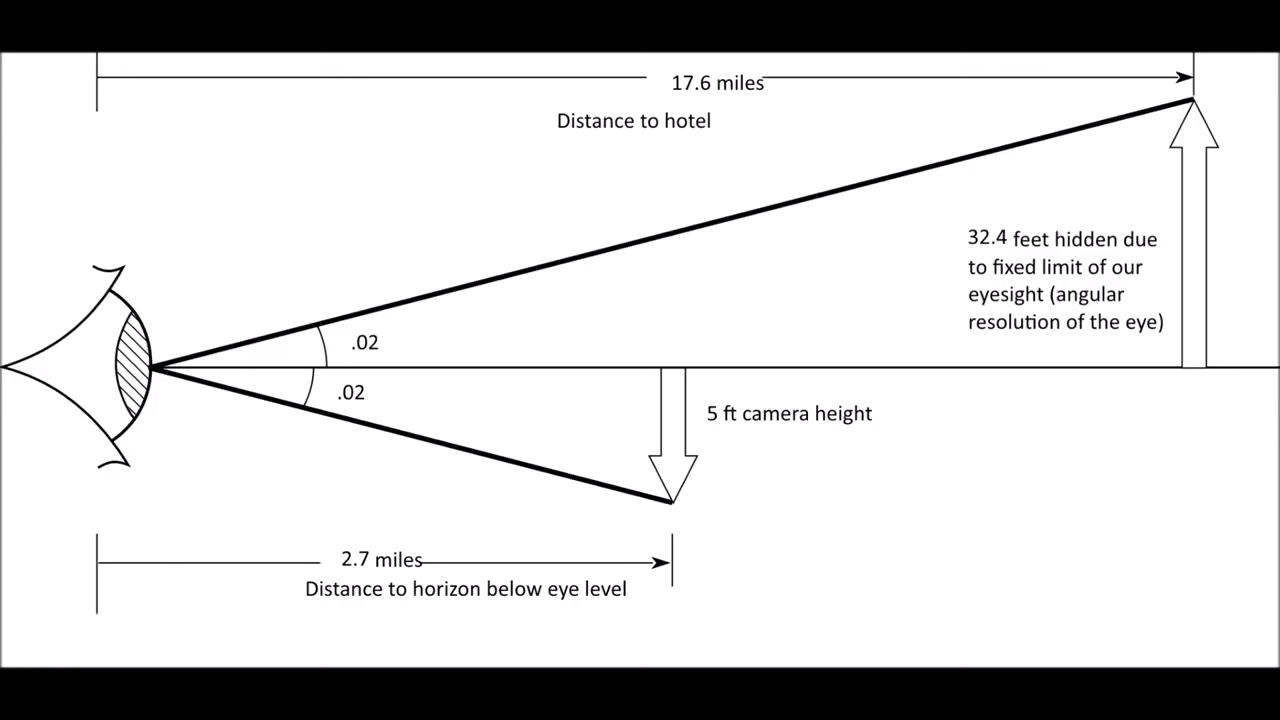 17.6 miles
Distance to hotel
32.4 feet hidden due
to fixed limit of our
eyesight (angular
resolution of the eye)
.02
.02
5 ft camera height
2.7 miles
Distance to horizon below eye level